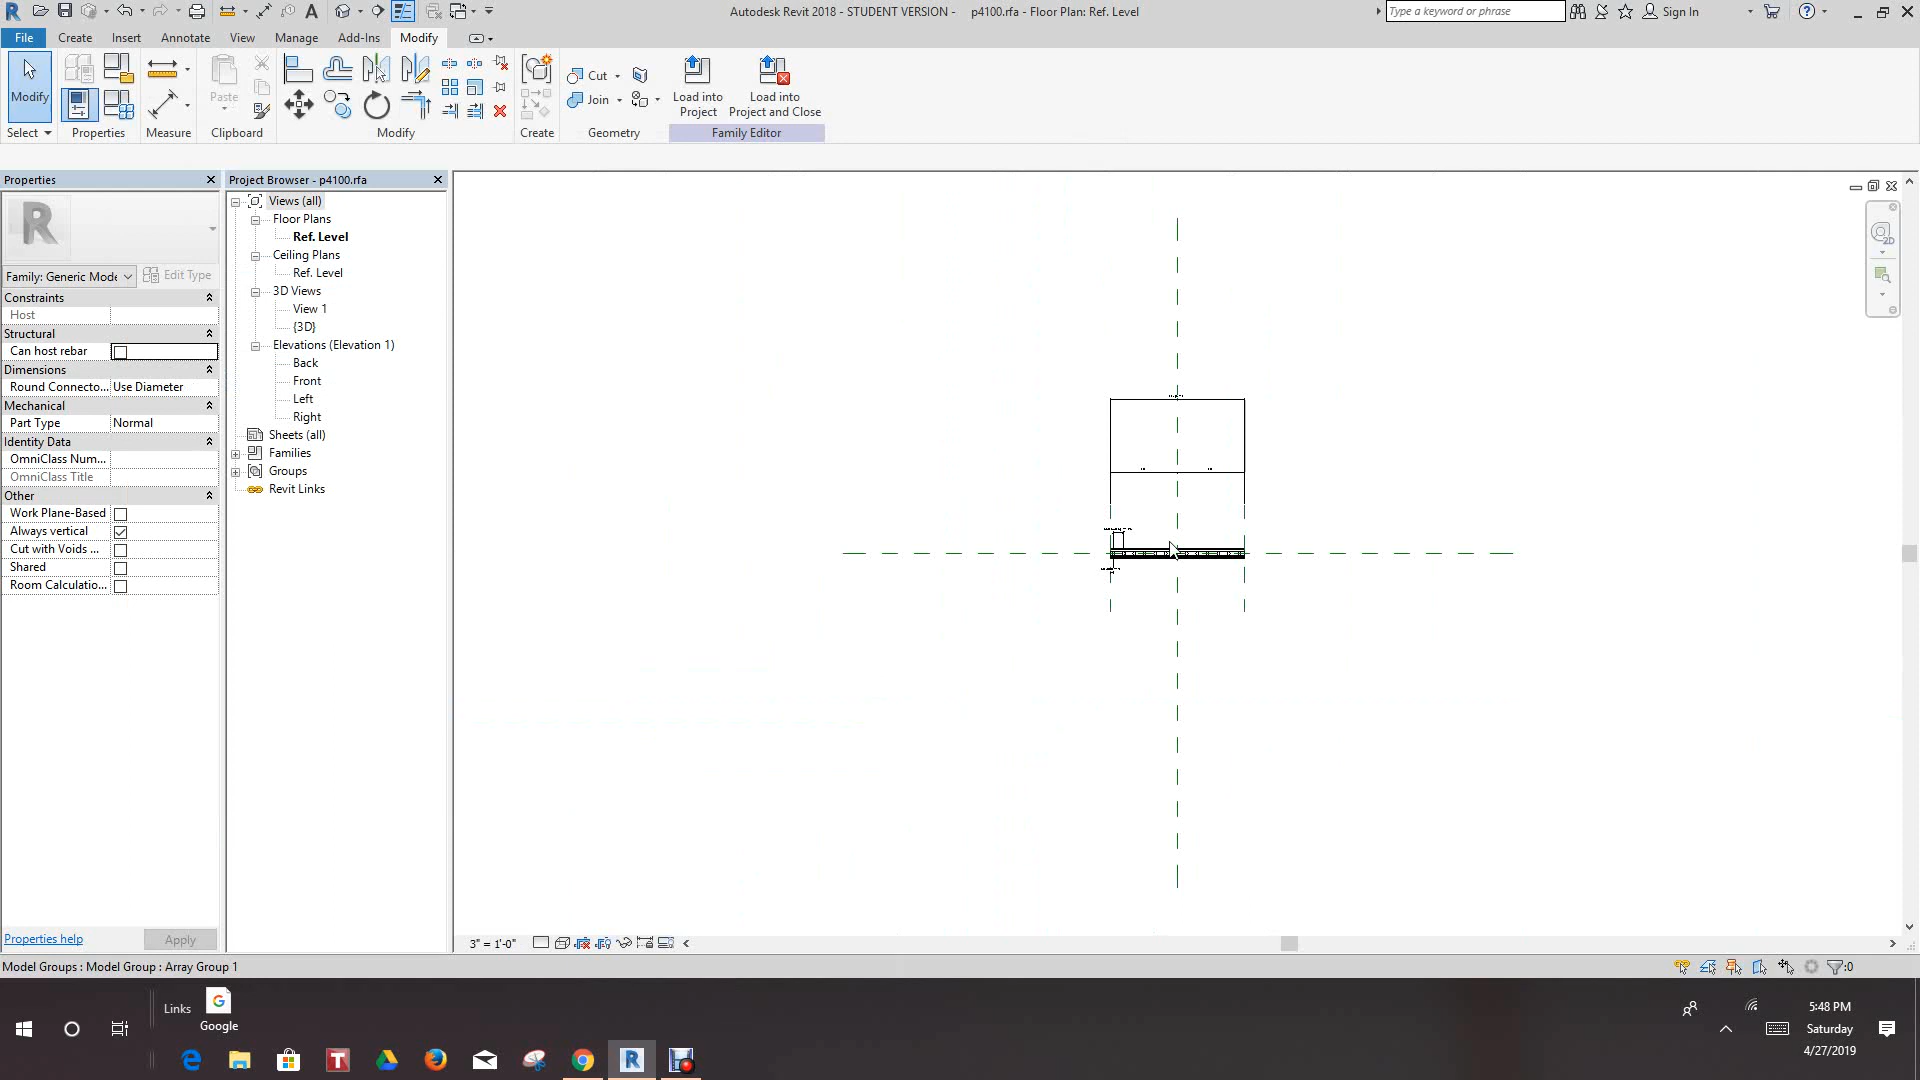 Autodesk Revit 2018 - STUDENT VERSION - p4100.rfa - Floor Plan: Ref. Level
Type a keyword or phrase
Sign In
File Create Insert Annotate View Manage Add-Ins Modify
Modify
Paste
Cut
Join
Load into Project
Load into Project and Close
Select Properties Measure Clipboard Modify Create Geometry Family Editor
Properties
Family: Generic Mode
Edit Type
Constraints
Host
Structural
Can host rebar
Dimensions
Round Connecto... Use Diameter
Mechanical
Part Type Normal
Identity Data
OmniClass Num...
OmniClass Title
Other
Work Plane-Based
Always vertical
Cut with Voids ...
Shared
Room Calculatio...
Properties help
Apply
Project Browser - p4100.rfa
Views (all)
Floor Plans
Ref. Level
Ceiling Plans
Ref. Level
3D Views
View 1
{3D}
Elevations (Elevation 1)
Back
Front
Left
Right
Sheets (all)
Families
Groups
Revit Links
2D
3" = 1'-0"
Model Groups : Model Group : Array Group 1
:0
Links
Google
5:48 PM
Saturday
4/27/2019